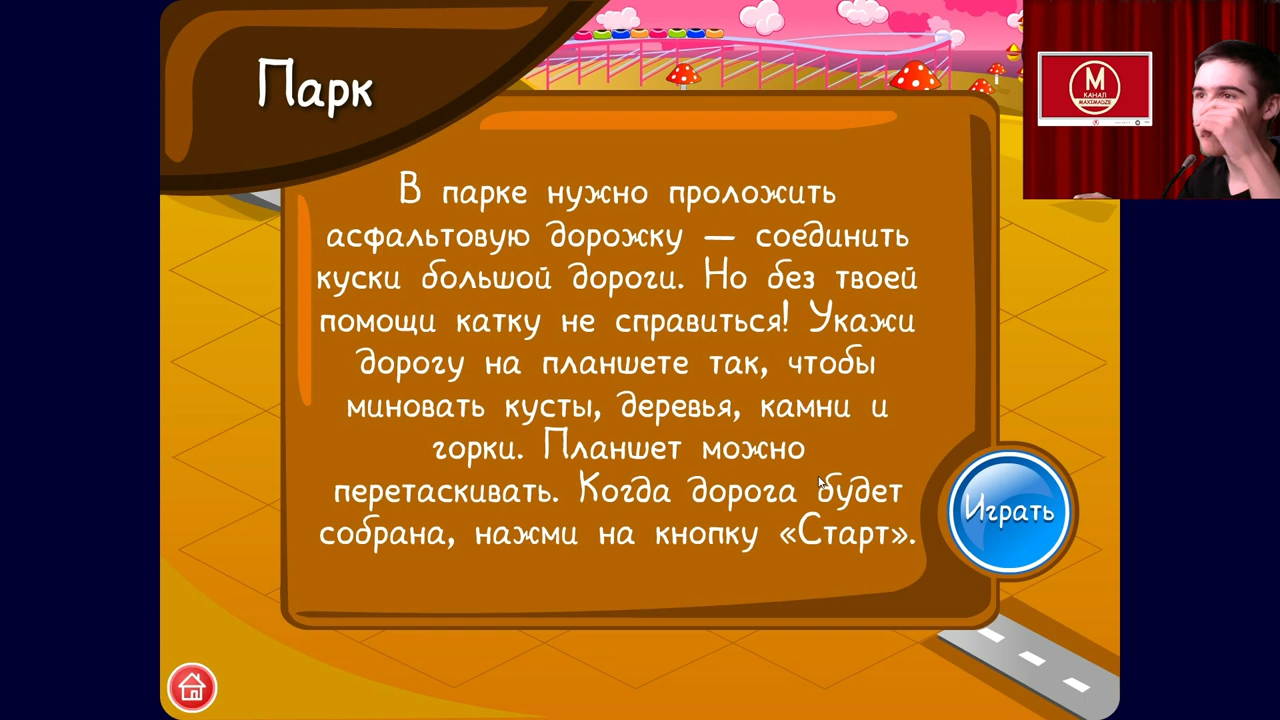 Парк
М
КАНАЛ
MAXIMADZE
В парке нужно проложить
асфальтовую дорожку — соединить
куски большой дороги. Но без твоей
помощи катку не справиться! Укажи
дорогу на планшете так, чтобы
миновать кусты, деревья, камни и
горки. Планшет можно
перетаскивать. Когда дорога будет
собрана, нажми на кнопку «Старт».
Играть